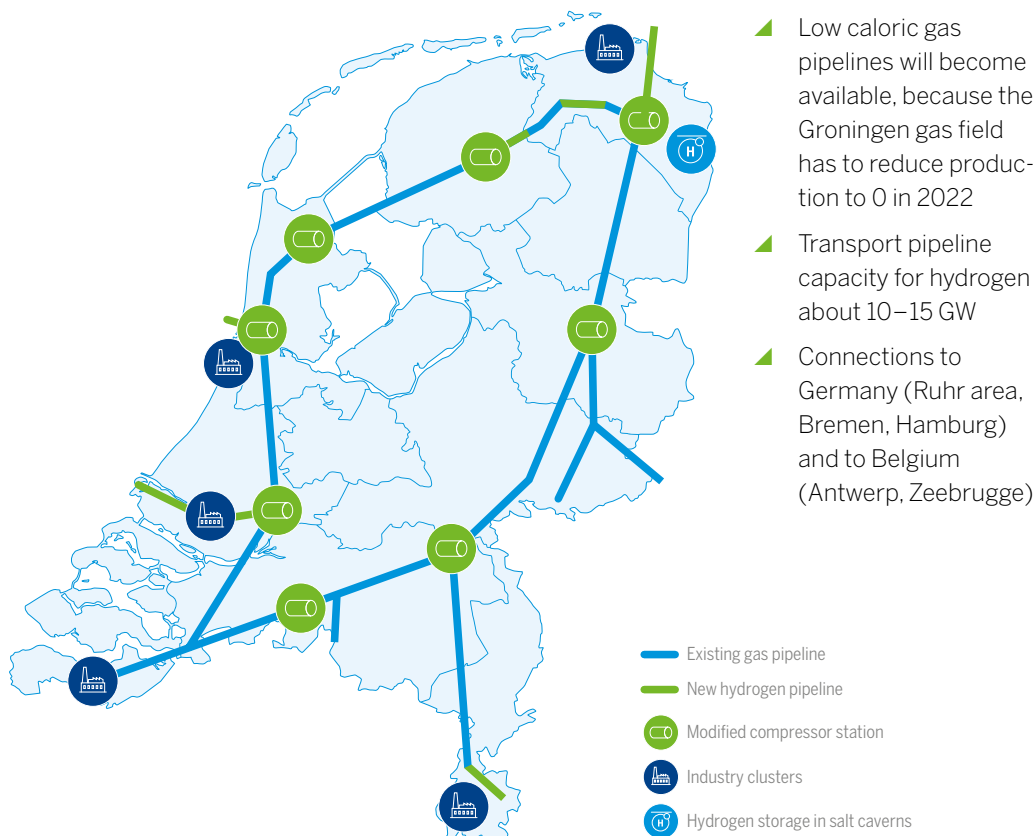 Low caloric gas
pipelines will become
available, because the
Groningen gas field
has to reduce produc-
tion to 0 in 2022
Transport pipeline
capacity for hydrogen
about 10–15 GW
Connections to
Germany (Ruhr area,
Bremen, Hamburg)
and to Belgium
(Antwerp, Zeebrugge)
H
Existing gas pipeline
New hydrogen pipeline
Modified compressor station
Industry clusters
H
Hydrogen storage in salt caverns